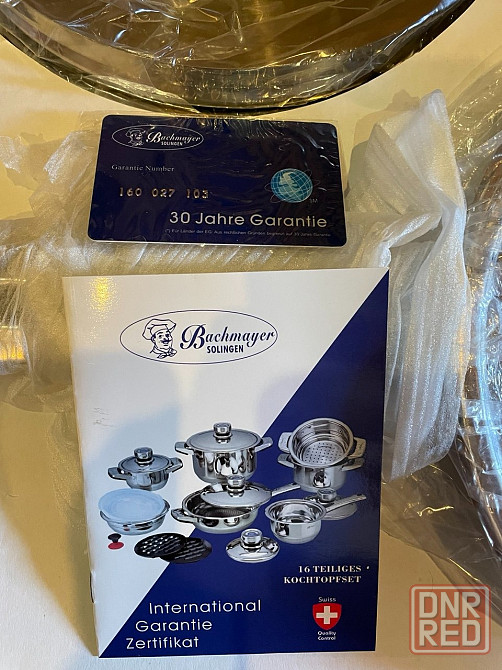 Bachmayer
SOLINGEN
Garantie Number
160 027 103
SM
30 Jahre Garantie
Bachmayer
SOLINGEN
16 TEILIGES
KOCHTOPFSET
International
Garantie
Zertifikat
Swiss
Quality
Control
DNR
RED